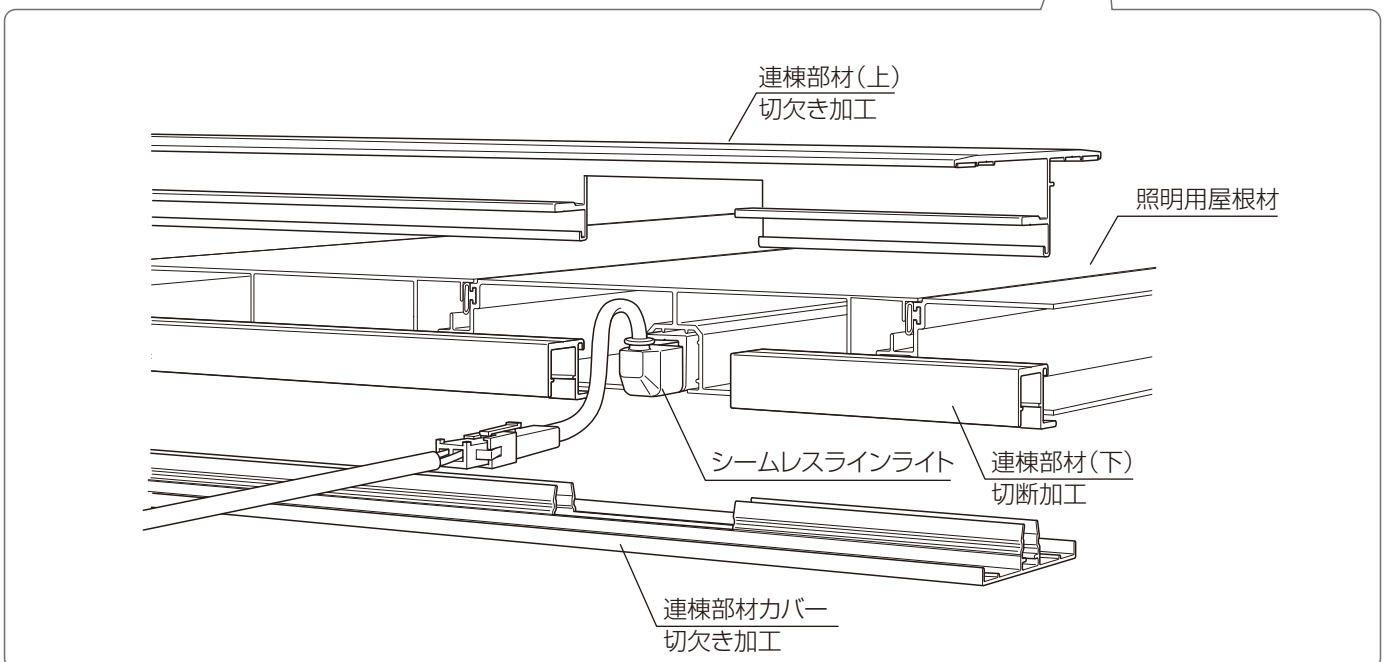 連棟部材（上）
切欠き加工
照明用屋根材
シームレスラインライト
連棟部材（下）
切断加工
連棟部材カバー
切欠き加工